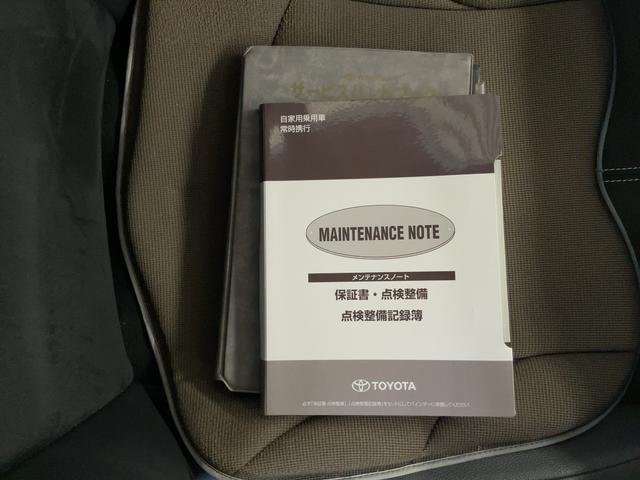 自家用乗用車
常時携行
MAINTENANCE NOTE
メンテナンスノート
保証書・点検整備
点検整備記録簿
TOYOTA